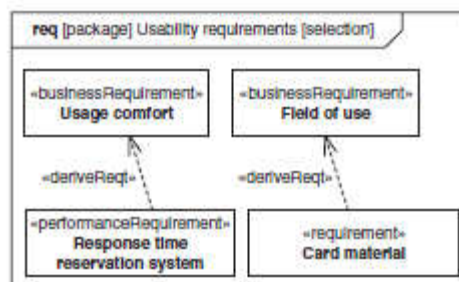 req [package] Usability requirements [selection]
«businessRequirement»
Usage comfort
«businessRequirement»
Field of use
«deriveReqt»
«deriveReqt»
«performanceRequirement»
Response time
reservation system
«requirement»
Card material